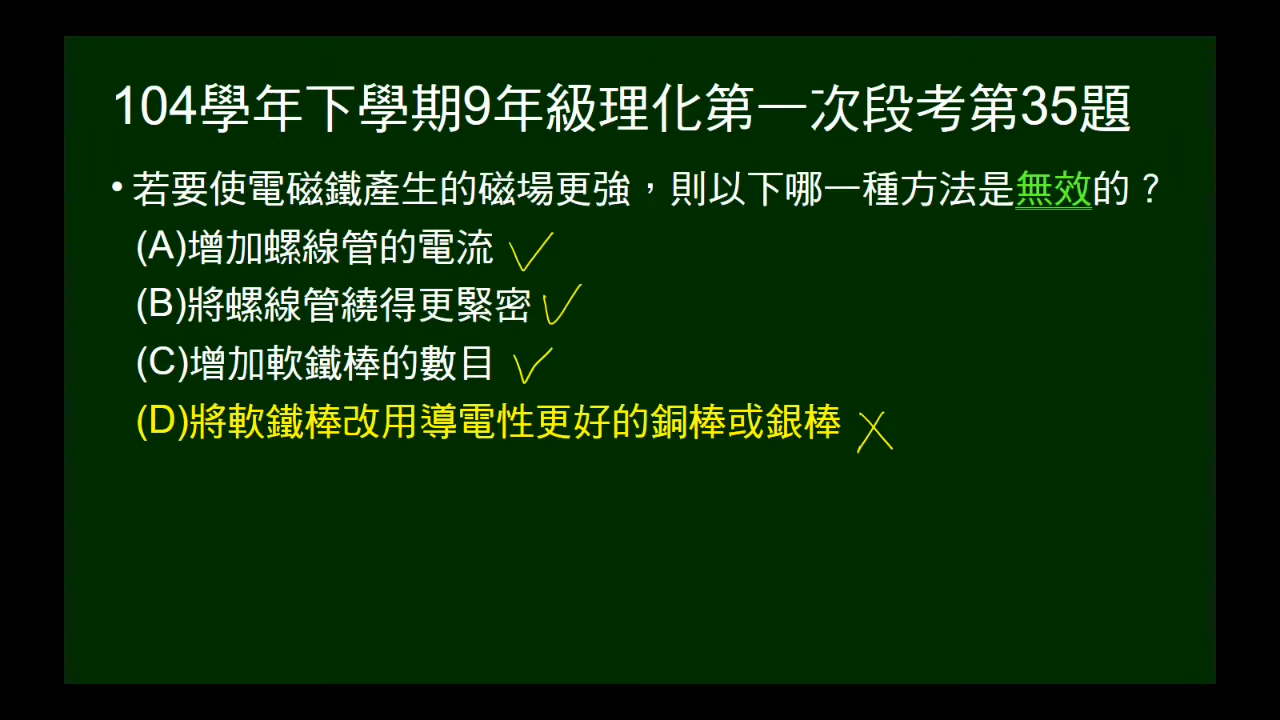 104學年下學期9年級理化第一次段考第35題
• 若要使電磁鐵產生的磁場更強，則以下哪一種方法是無效的？
(A)增加螺線管的電流 ✓
(B)將螺線管繞得更緊密 ✓
(C)增加軟鐵棒的數目 ✓
(D)將軟鐵棒改用導電性更好的銅棒或銀棒 ✗